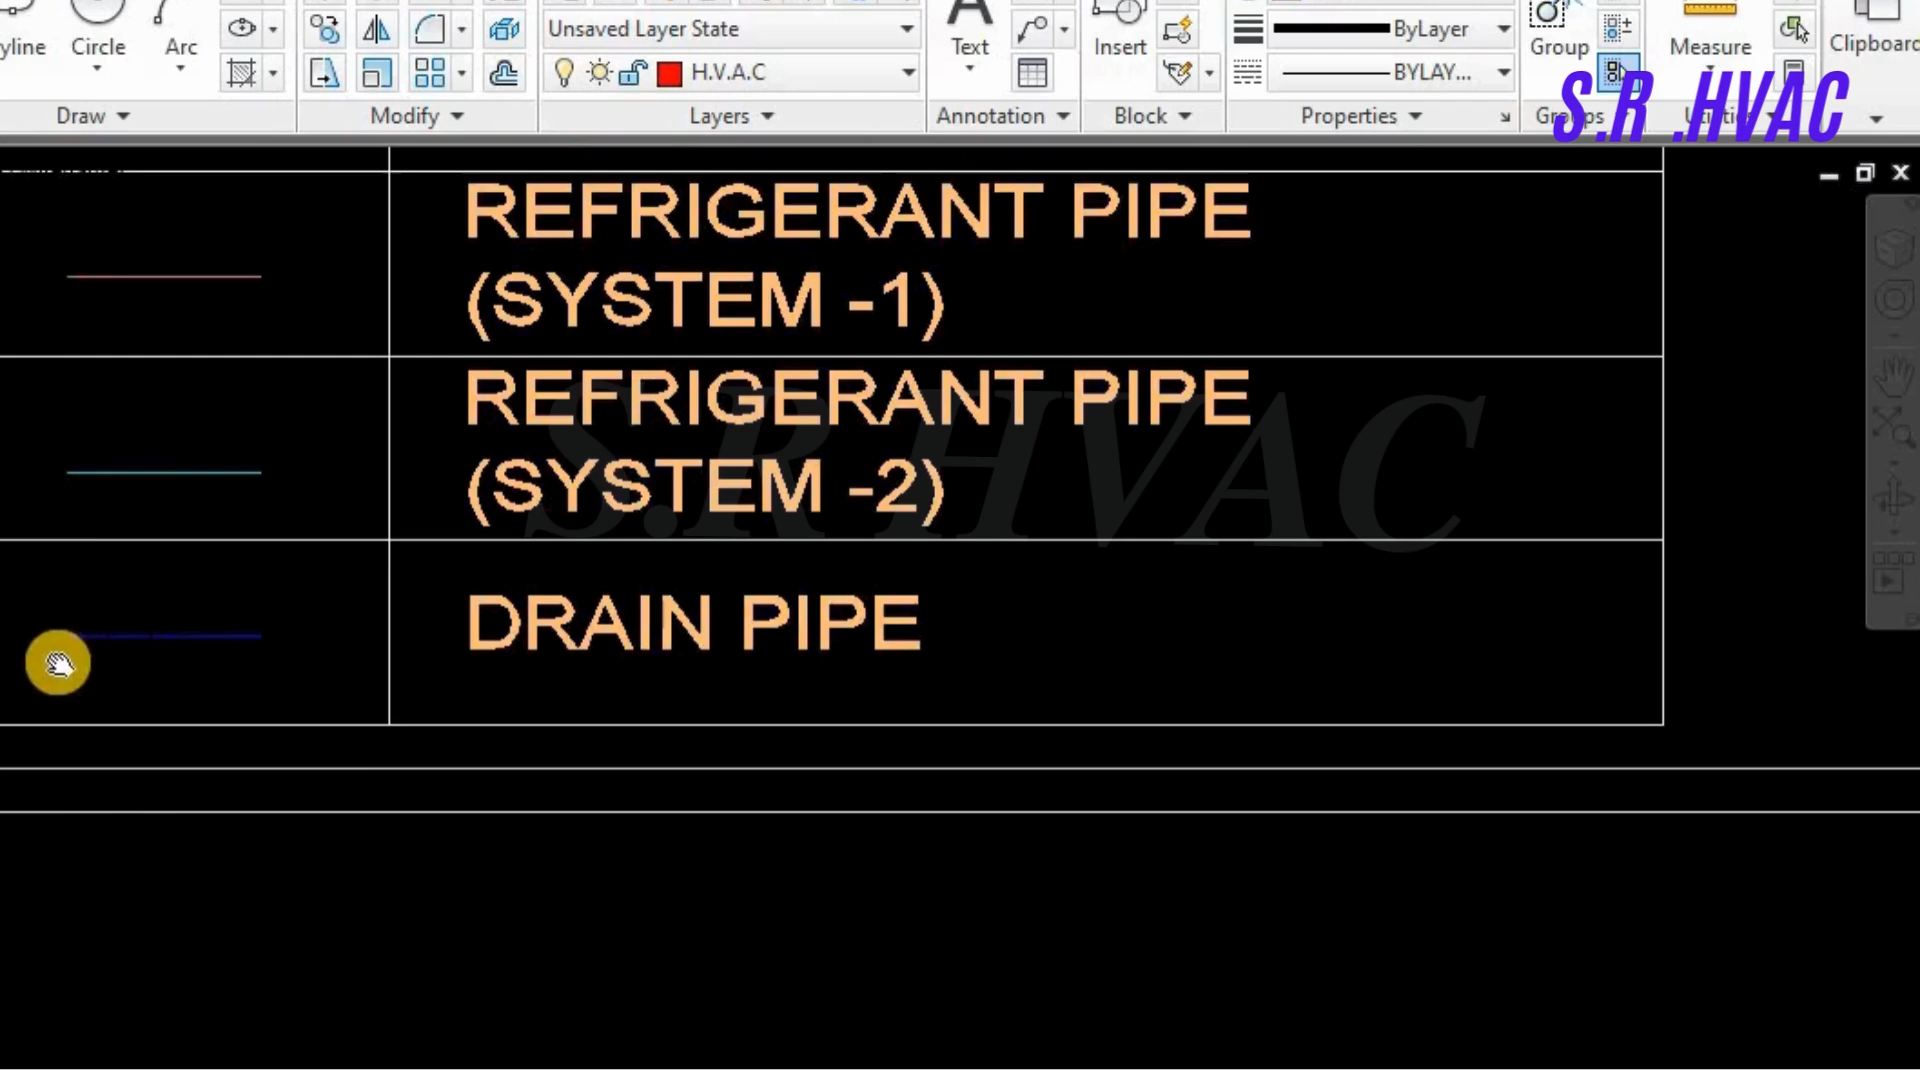 yline
Circle
Arc
Unsaved Layer State
H.V.A.C
Text
Insert
ByLayer
BYLAY...
Group
Measure
Clipboard
Draw
Modify
Layers
Annotation
Block
Properties
Groups
S.R .HVAC
REFRIGERANT PIPE
(SYSTEM -1)
REFRIGERANT PIPE
(SYSTEM -2)
S.R HVAC
DRAIN PIPE